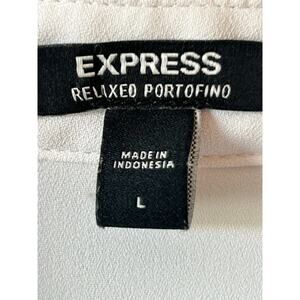 EXPRESS
RELAXED PORTOFINO
MADE IN
INDONESIA
L